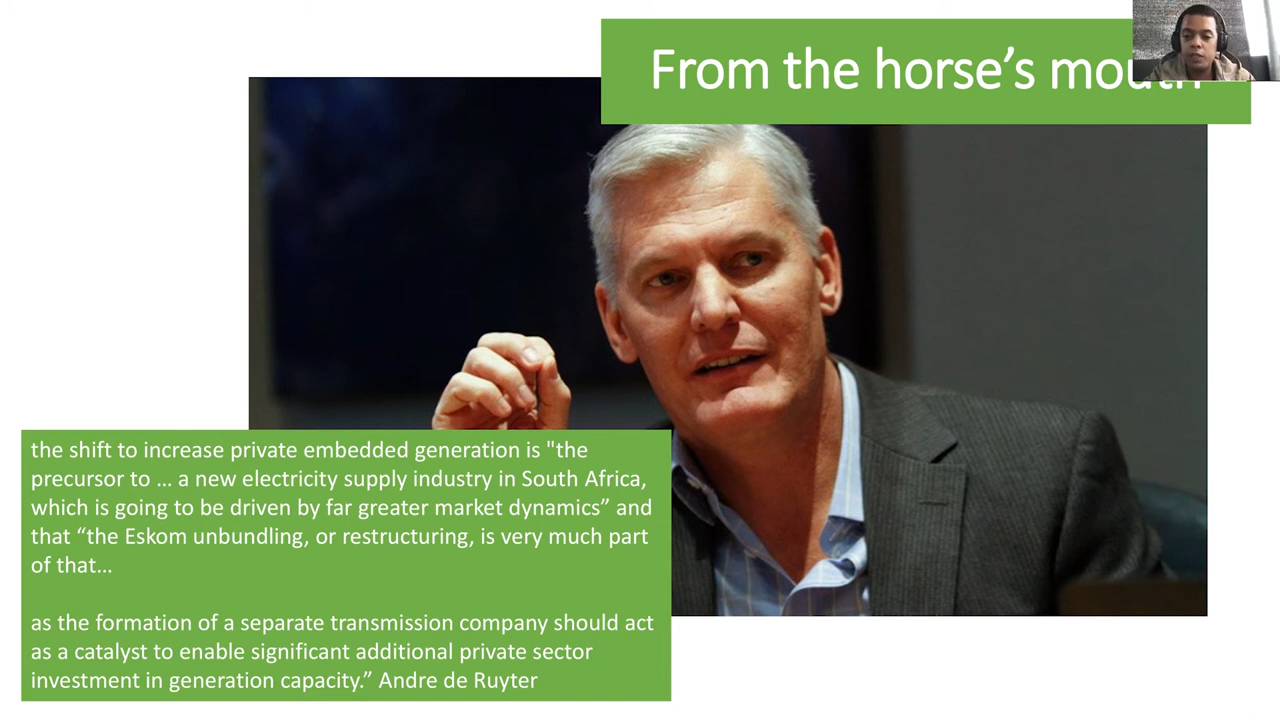 From the horse’s mouth
the shift to increase private embedded generation is "the
precursor to … a new electricity supply industry in South Africa,
which is going to be driven by far greater market dynamics” and
that “the Eskom unbundling, or restructuring, is very much part
of that…
as the formation of a separate transmission company should act
as a catalyst to enable significant additional private sector
investment in generation capacity.” Andre de Ruyter